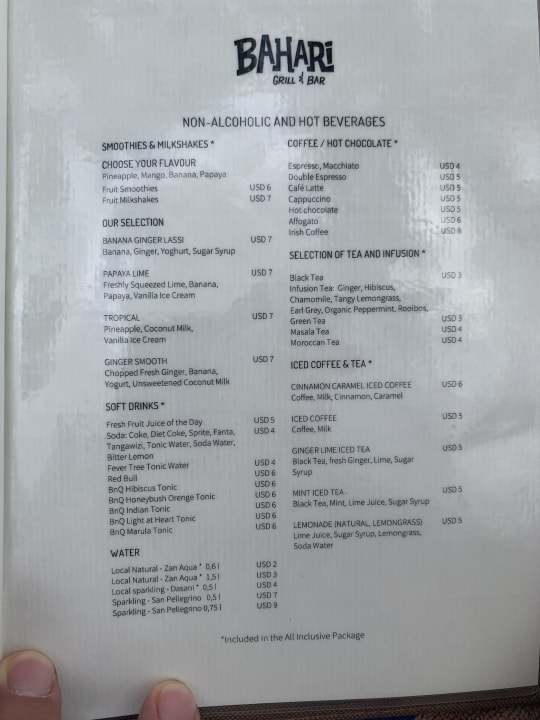 BAHARI
GRILL & BAR
NON-ALCOHOLIC AND HOT BEVERAGES
SMOOTHIES & MILKSHAKES *
CHOOSE YOUR FLAVOUR
Pineapple, Mango, Banana, Papaya
Fruit Smoothies USD 6
Fruit Milkshakes USD 7
OUR SELECTION
BANANA GINGER LASSI USD 7
Banana, Ginger, Yoghurt, Sugar Syrup
PAPAYA LIME USD 7
Freshly Squeezed Lime, Banana,
Papaya, Vanilla Ice Cream
TROPICAL USD 7
Pineapple, Coconut Milk,
Vanilla Ice Cream
GINGER SMOOTH USD 7
Chopped Fresh Ginger, Banana,
Yogurt, Unsweetened Coconut Milk
SOFT DRINKS *
Fresh Fruit Juice of the Day USD 5
Soda: Coke, Diet Coke, Sprite, Fanta, USD 4
Tangawizi, Tonic Water, Soda Water,
Bitter Lemon
Fever Tree Tonic Water USD 4
Red Bull USD 6
BnQ Hibiscus Tonic USD 6
BnQ Honeybush Orenge Tonic USD 6
BnQ Indian Tonic USD 6
BnQ Light at Heart Tonic USD 6
BnQ Marula Tonic USD 6
WATER
Local Natural - Zan Aqua * 0,6 l USD 2
Local Natural - Zan Aqua * 1,5 l USD 3
Local sparkling - Dasani * 0,5 l USD 4
Sparkling - San Pellegrino 0,5 l USD 7
Sparkling - San Pellegrino 0,75 l USD 9
COFFEE / HOT CHOCOLATE *
Espresso, Macchiato USD 4
Double Espresso USD 5
Café Latte USD 5
Cappuccino USD 5
Hot chocolate USD 5
Affogato USD 6
Irish Coffee USD 8
SELECTION OF TEA AND INFUSION *
Black Tea USD 3
Infusion Tea: Ginger, Hibiscus,
Chamomile, Tangy Lemongrass,
Earl Grey, Organic Peppermint, Rooibos,
Green Tea USD 3
Masala Tea USD 4
Moroccan Tea USD 4
ICED COFFEE & TEA *
CINNAMON CARAMEL ICED COFFEE USD 6
Coffee, Milk, Cinnamon, Caramel
ICED COFFEE USD 5
Coffee, Milk
GINGER LIME ICED TEA USD 5
Black Tea, fresh Ginger, Lime, Sugar
Syrup
MINT ICED TEA - USD 5
Black Tea, Mint, Lime Juice, Sugar Syrup
LEMONADE (NATURAL, LEMONGRASS) USD 5
Lime Juice, Sugar Syrup, Lemongrass,
Soda Water
*Included in the All Inclusive Package